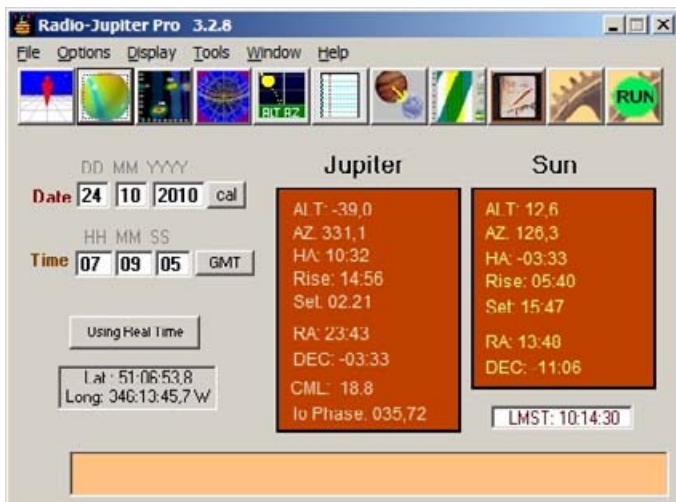 Radio-Jupiter Pro 3.2.8
File Options Display Tools Window Help
ALT AZ
RUN
Jupiter
Sun
DD MM YYYY
Date 24 10 2010 cal
HH MM SS
Time 07 09 05 GMT
Using Real Time
Lat : 51:06:53,8
Long: 346:13:45,7 W
ALT: -39,0
AZ: 331,1
HA: 10:32
Rise: 14:56
Set: 02:21
RA: 23:43
DEC: -03:33
CML: 18.8
Io Phase: 035,72
ALT: 12,6
AZ: 126,3
HA: -03:33
Rise: 05:40
Set: 15:47
RA: 13:48
DEC: -11:06
LMST: 10:14:30